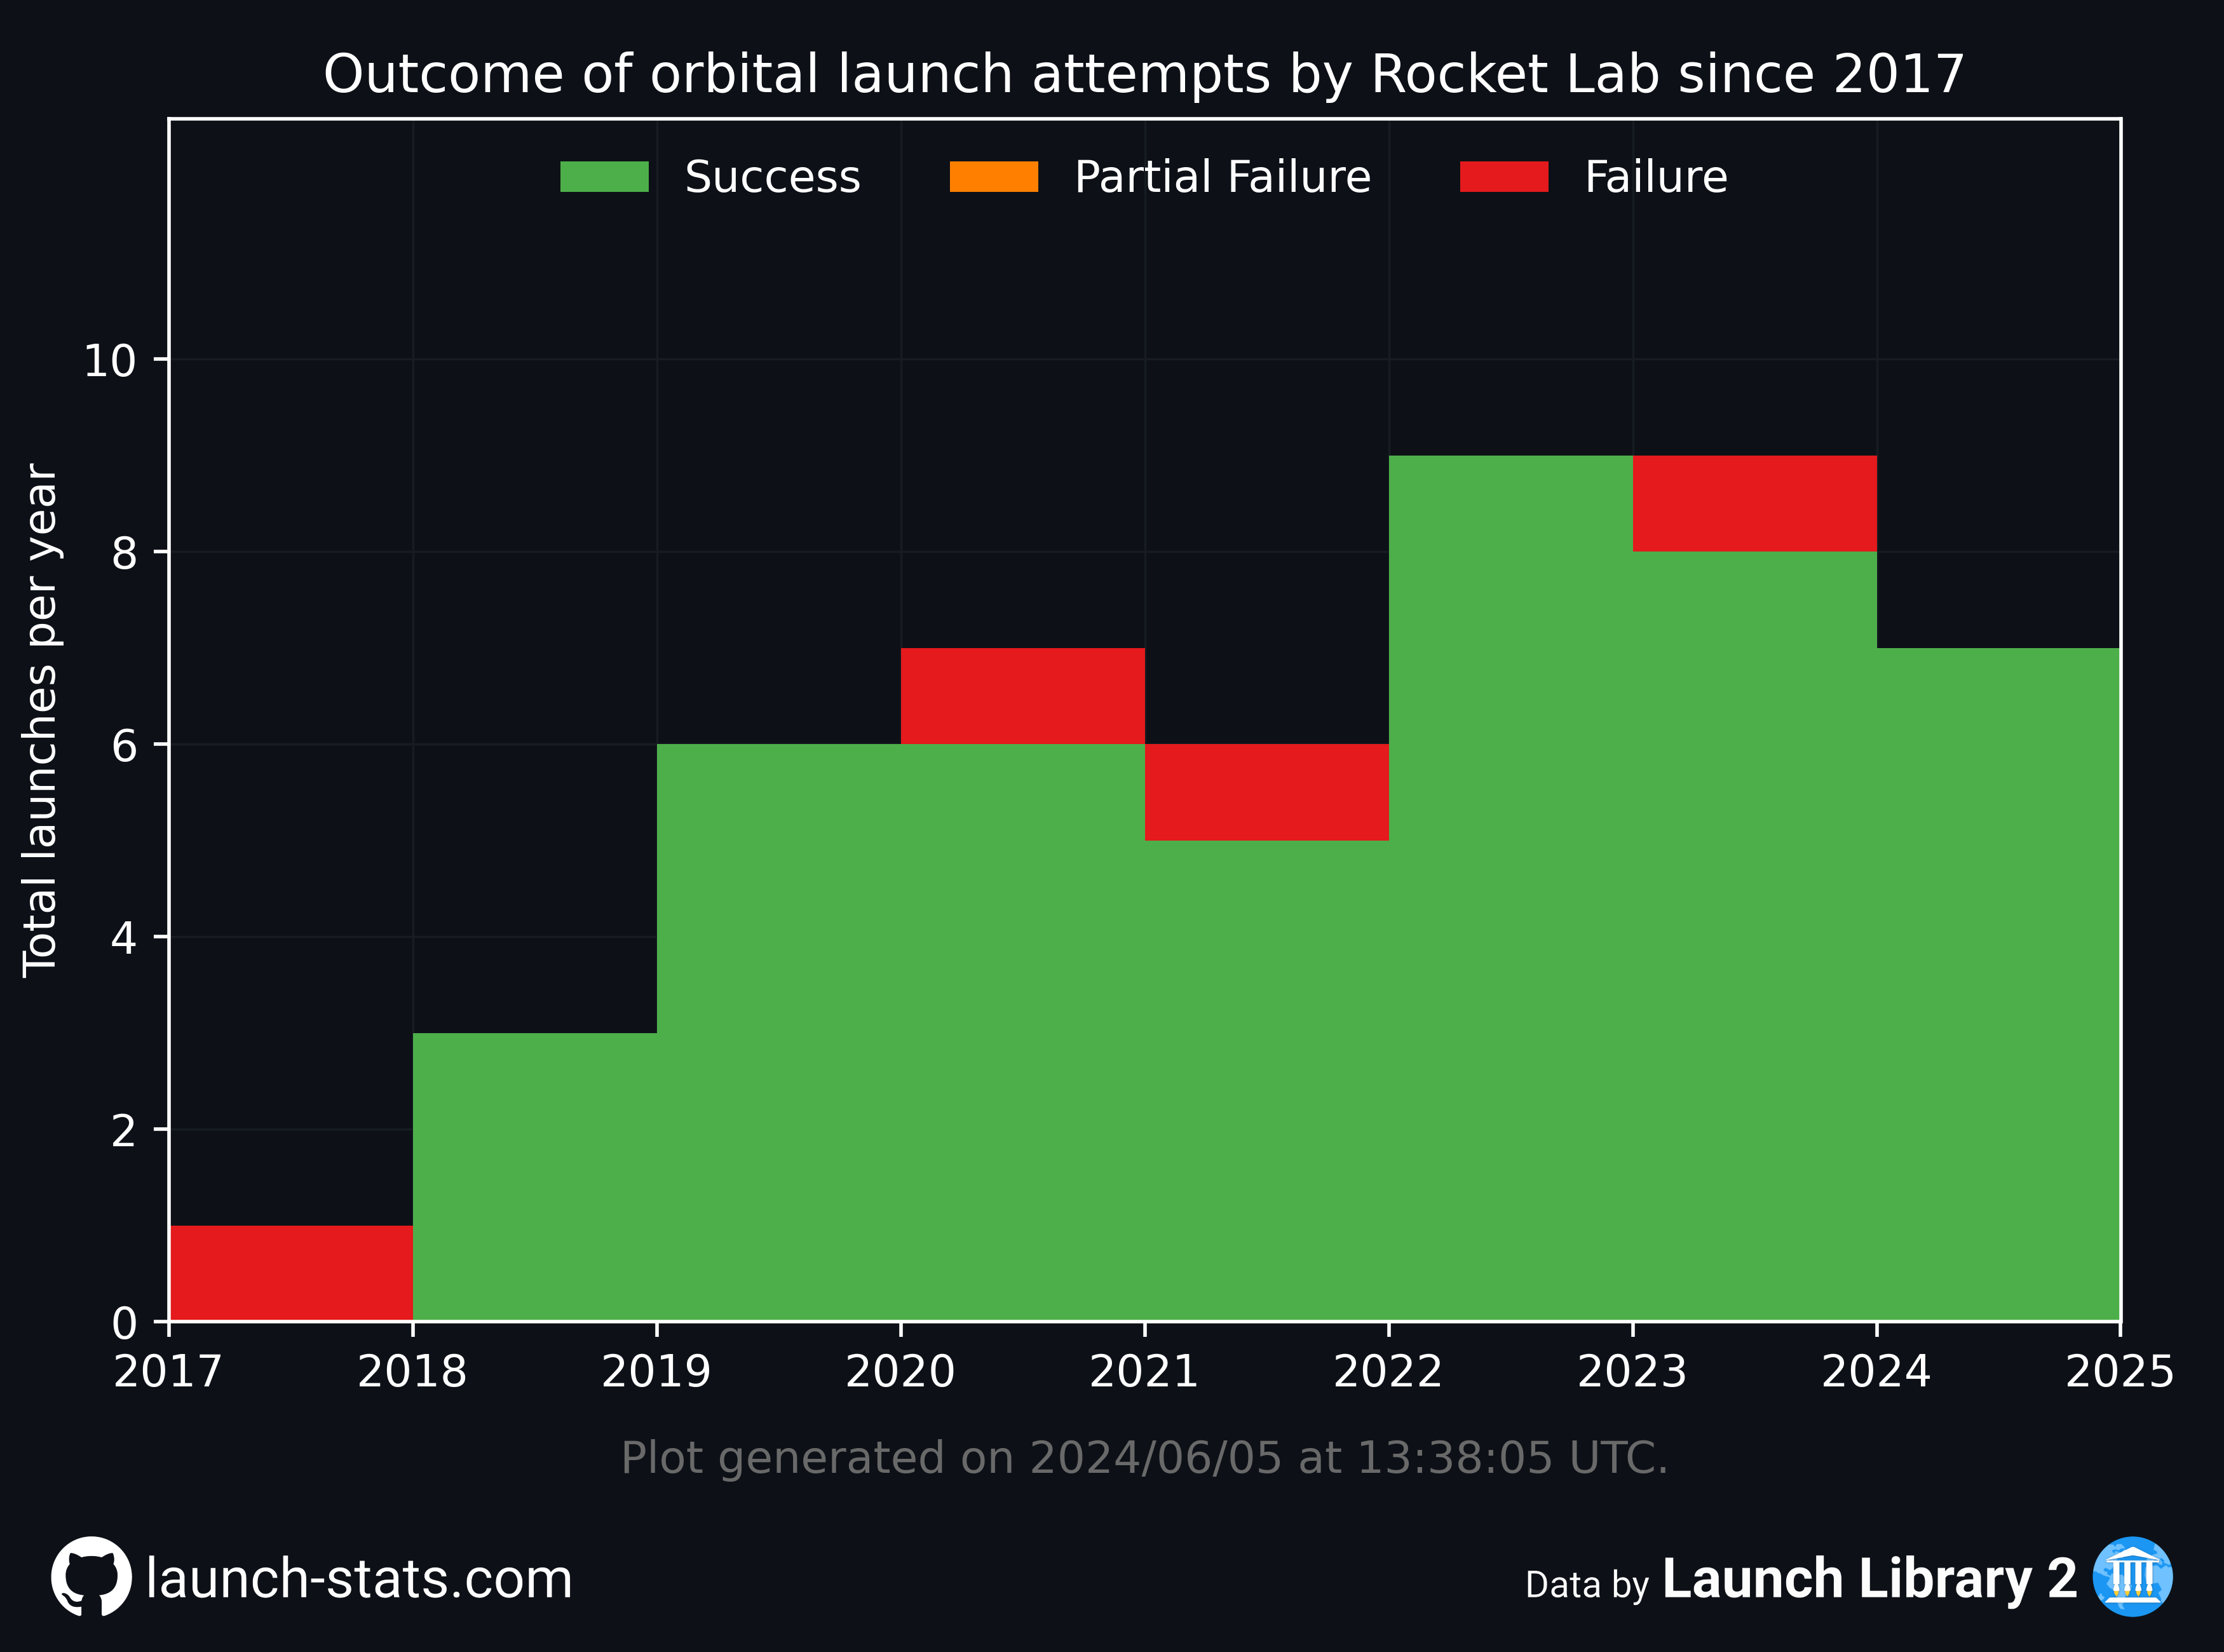 Outcome of orbital launch attempts by Rocket Lab since 2017
Success Partial Failure Failure
Total launches per year
10
8
6
4
2
0
2017 2018 2019 2020 2021 2022 2023 2024 2025
Plot generated on 2024/06/05 at 13:38:05 UTC.
launch-stats.com
Data by Launch Library 2